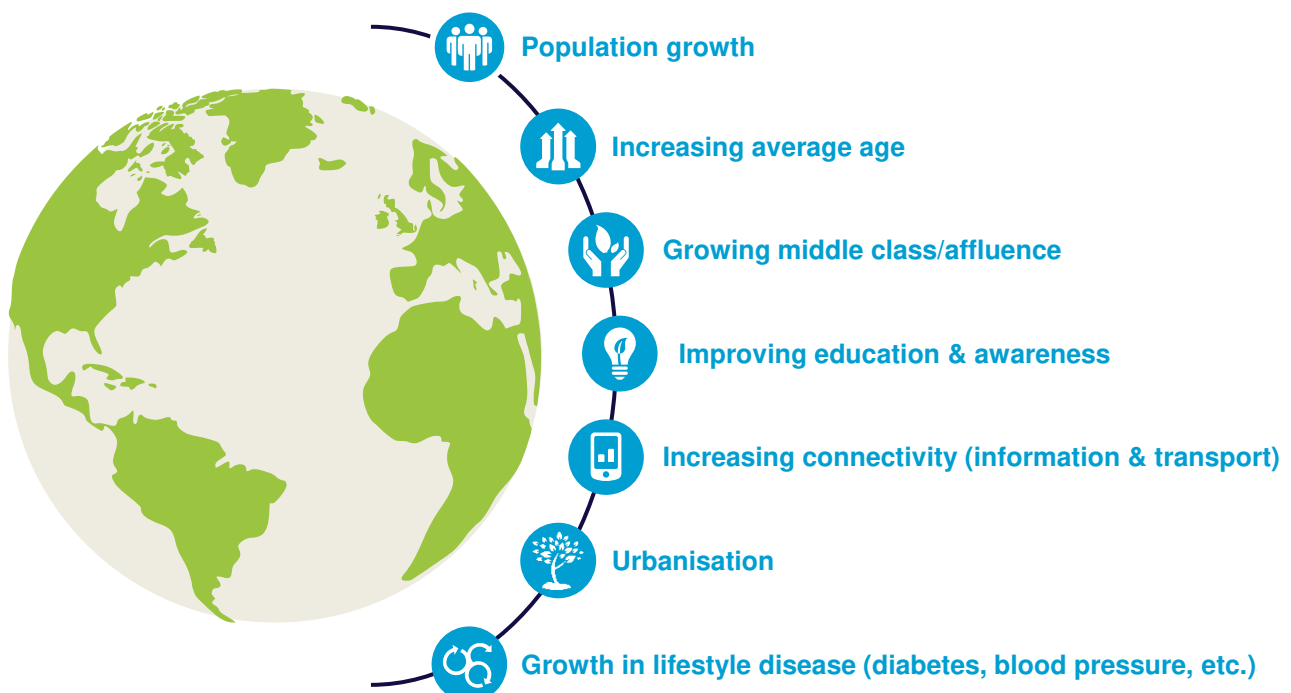 Population growth
Increasing average age
Growing middle class/affluence
Improving education & awareness
Increasing connectivity (information & transport)
Urbanisation
Growth in lifestyle disease (diabetes, blood pressure, etc.)